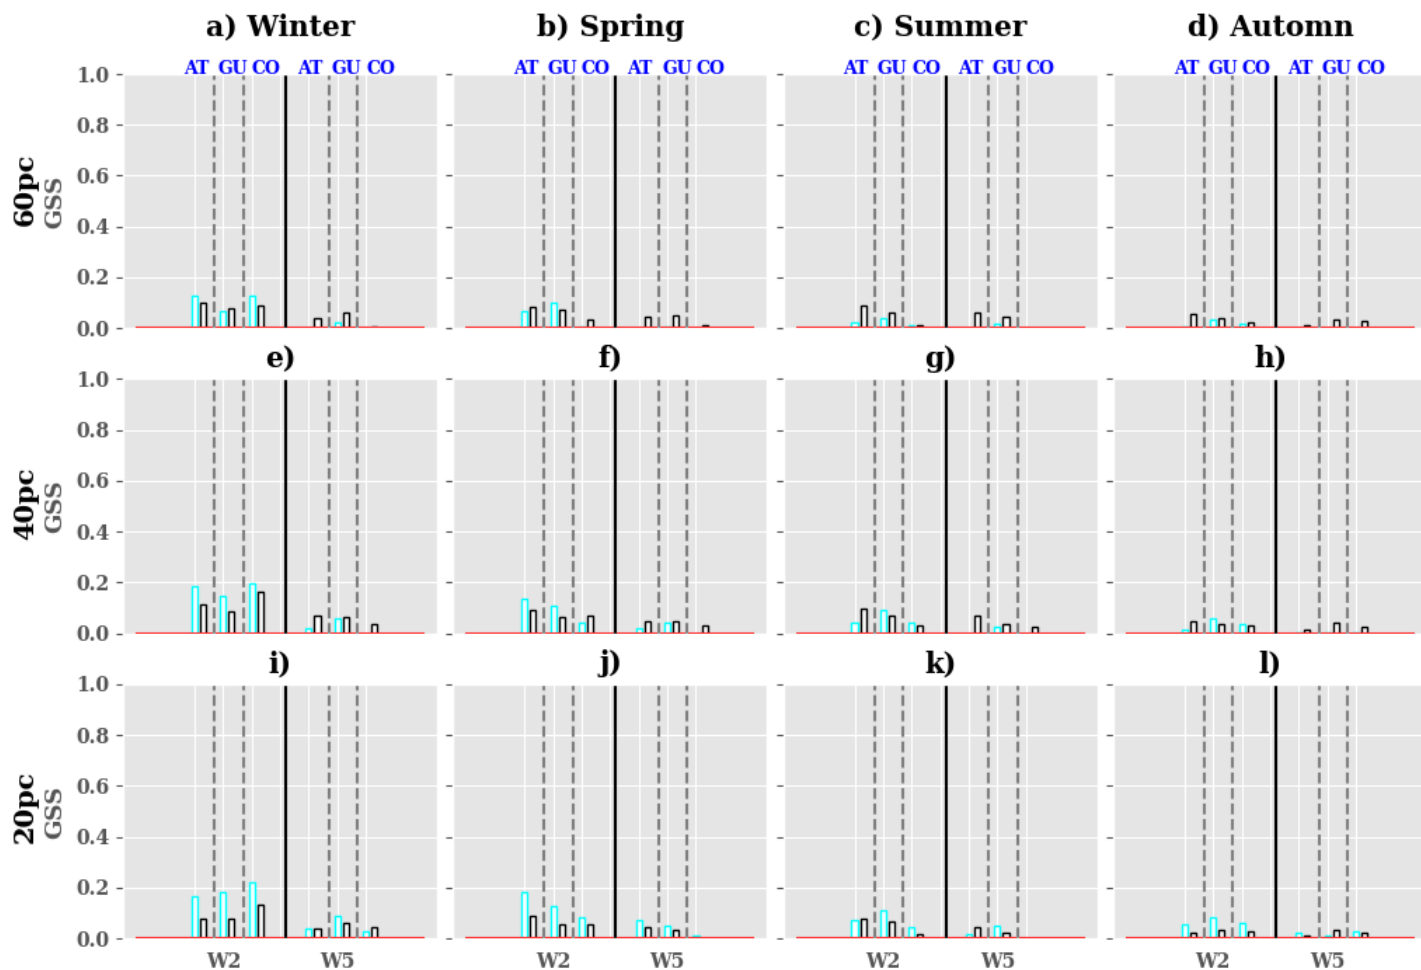 a) Winter b) Spring c) Summer d) Automn
AT GU CO AT GU CO AT GU CO AT GU CO AT GU CO AT GU CO AT GU CO AT GU CO
60pc
GSS
1.0
0.8
0.6
0.4
0.2
0.0
e) f) g) h)
40pc
GSS
1.0
0.8
0.6
0.4
0.2
0.0
i) j) k) l)
20pc
GSS
1.0
0.8
0.6
0.4
0.2
0.0
W2 W5 W2 W5 W2 W5 W2 W5